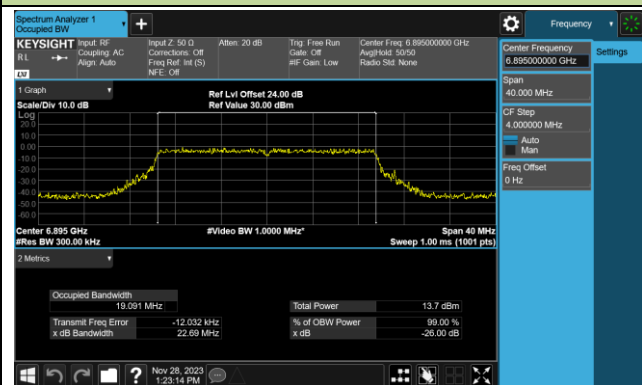 Spectrum Analyzer 1
Occupied BW
Frequency
KEYSIGHT
Input: RF
Coupling: AC
Align: Auto
Input Z: 50 Ω
Corrections: Off
Freq Ref: Int (S)
NFE: Off
Atten: 20 dB
Trig: Free Run
Gate: Off
#IF Gain: Low
Center Freq: 6.895000000 GHz
Avg|Hold: 50/50
Radio Std: None
RL
LXI
Center Frequency
6.895000000 GHz
Settings
Span
40.000 MHz
CF Step
4.000000 MHz
Auto
Man
Freq Offset
0 Hz
1 Graph
Scale/Div 10.0 dB
Ref Lvl Offset 24.00 dB
Ref Value 30.00 dBm
Log
20.0
10.0
0.00
-10.0
-20.0
-30.0
-40.0
-50.0
-60.0
Center 6.895 GHz
#Video BW 1.0000 MHz*
Span 40 MHz
#Res BW 300.00 kHz
Sweep 1.00 ms (1001 pts)
2 Metrics
Occupied Bandwidth
19.091 MHz
Total Power 13.7 dBm
Transmit Freq Error -12.032 kHz
% of OBW Power 99.00 %
x dB Bandwidth 22.69 MHz
x dB -26.00 dB
?
Nov 28, 2023
1:23:14 PM